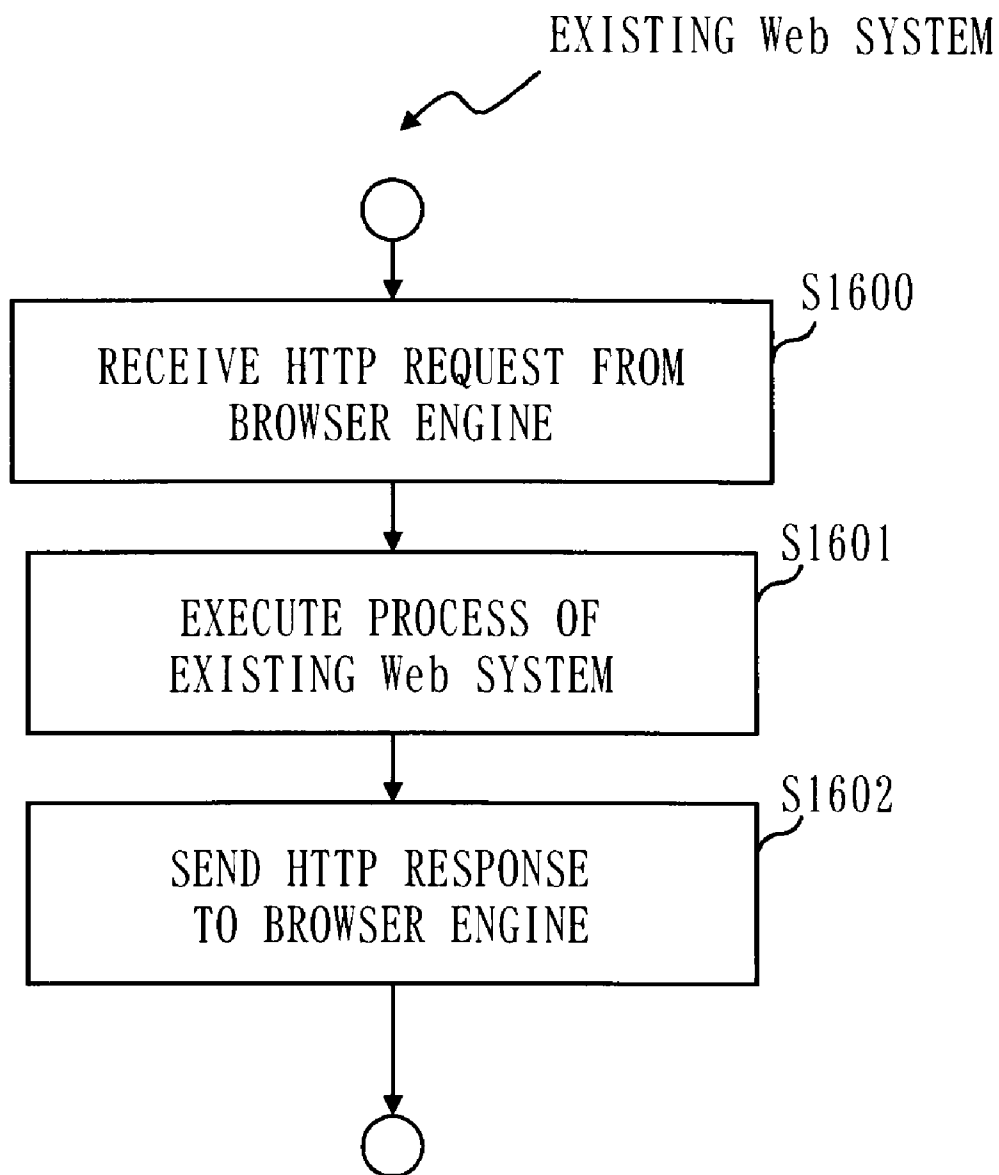 EXISTING Web SYSTEM
S1600
RECEIVE HTTP REQUEST FROM
BROWSER ENGINE
S1601
EXECUTE PROCESS OF
EXISTING Web SYSTEM
S1602
SEND HTTP RESPONSE
TO BROWSER ENGINE